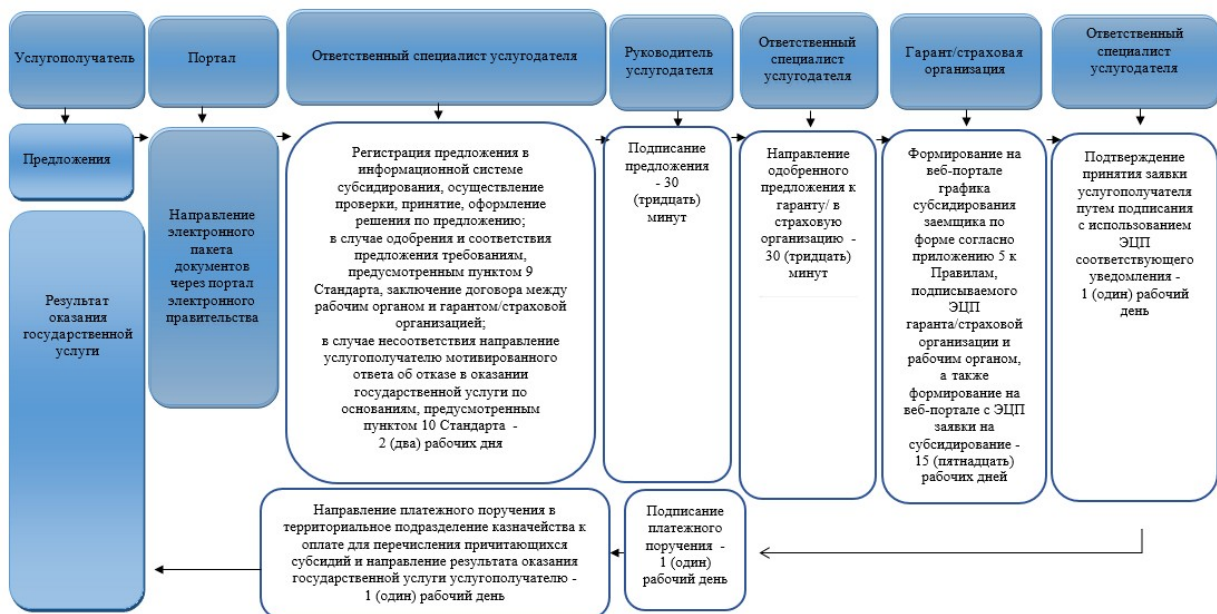 Услугополучатель
Портал
Ответственный специалист услугодателя
Руководитель
услугодателя
Ответственный
специалист
услугодателя
Гарант/страховая
организация
Ответственный
специалист
услугодателя
Предложения
Направление
электронного
пакета
документов
через портал
электронного
правительства
Регистрация предложения в
информационной системе
субсидирования, осуществление
проверки, принятие, оформление
решения по предложению;
в случае одобрения и соответствия
предложения требованиям,
предусмотренным пунктом 9
Стандарта, заключение договора между
рабочим органом и гарантом/страховой
организацией;
в случае несоответствия направление
услугополучателю мотивированного
ответа об отказе в оказании
государственной услуги по
основаниям, предусмотренным
пунктом 10 Стандарта -
2 (два) рабочих дня
Подписание
предложения
- 30
(тридцать)
минут
Направление
одобренного
предложения к
гаранту/ в
страховую
организацию -
30 (тридцать)
минут
Формирование на
веб-портале
графика
субсидирования
заемщика по
форме согласно
приложению 5 к
Правилам,
подписываемого
ЭЦП
гаранта/страховой
организации и
рабочим органом,
а также
формирование на
веб-портале с ЭЦП
заявки на
субсидирование -
15 (пятнадцать)
рабочих дней
Подтверждение
принятия заявки
услугополучателя
путем подписания
с использованием
ЭЦП
соответствующего
уведомления -
1 (один) рабочий
день
Результат
оказания
государственной
услуги
Направление платежного поручения в
территориальное подразделение казначейства к
оплате для перечисления причитающихся
субсидий и направление результата оказания
государственной услуги услугополучателю -
1 (один) рабочий день
Подписание
платежного
поручения -
1 (один)
рабочий день